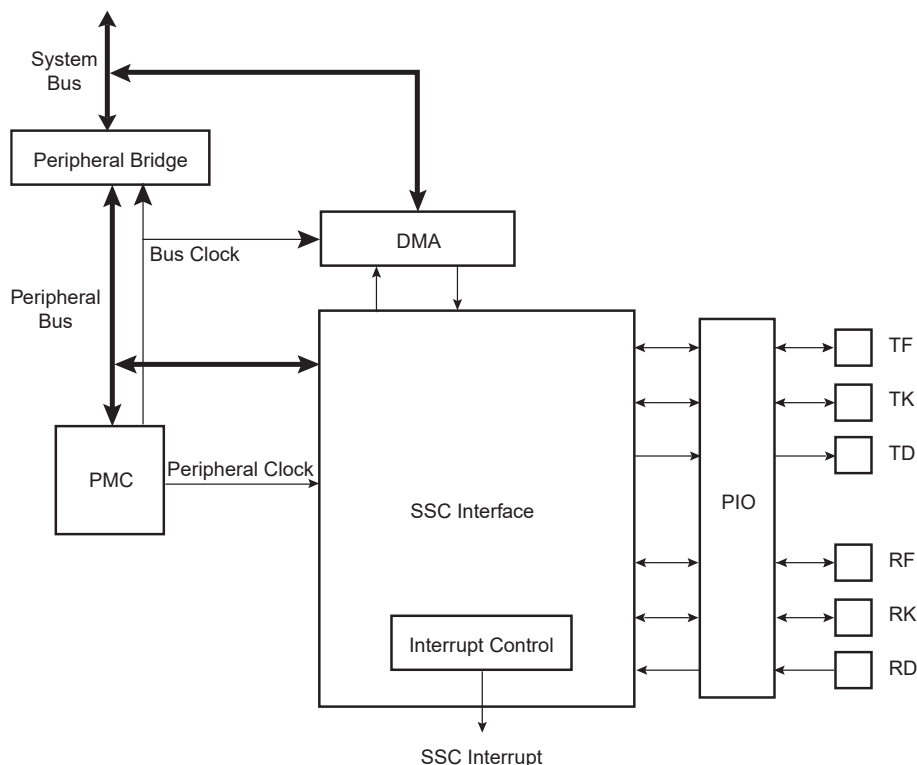 System
Bus
Peripheral Bridge
DMA
Bus Clock
Peripheral
Bus
TF
TK
TD
PMC
Peripheral Clock
SSC Interface
PIO
RF
RK
RD
Interrupt Control
SSC Interrupt